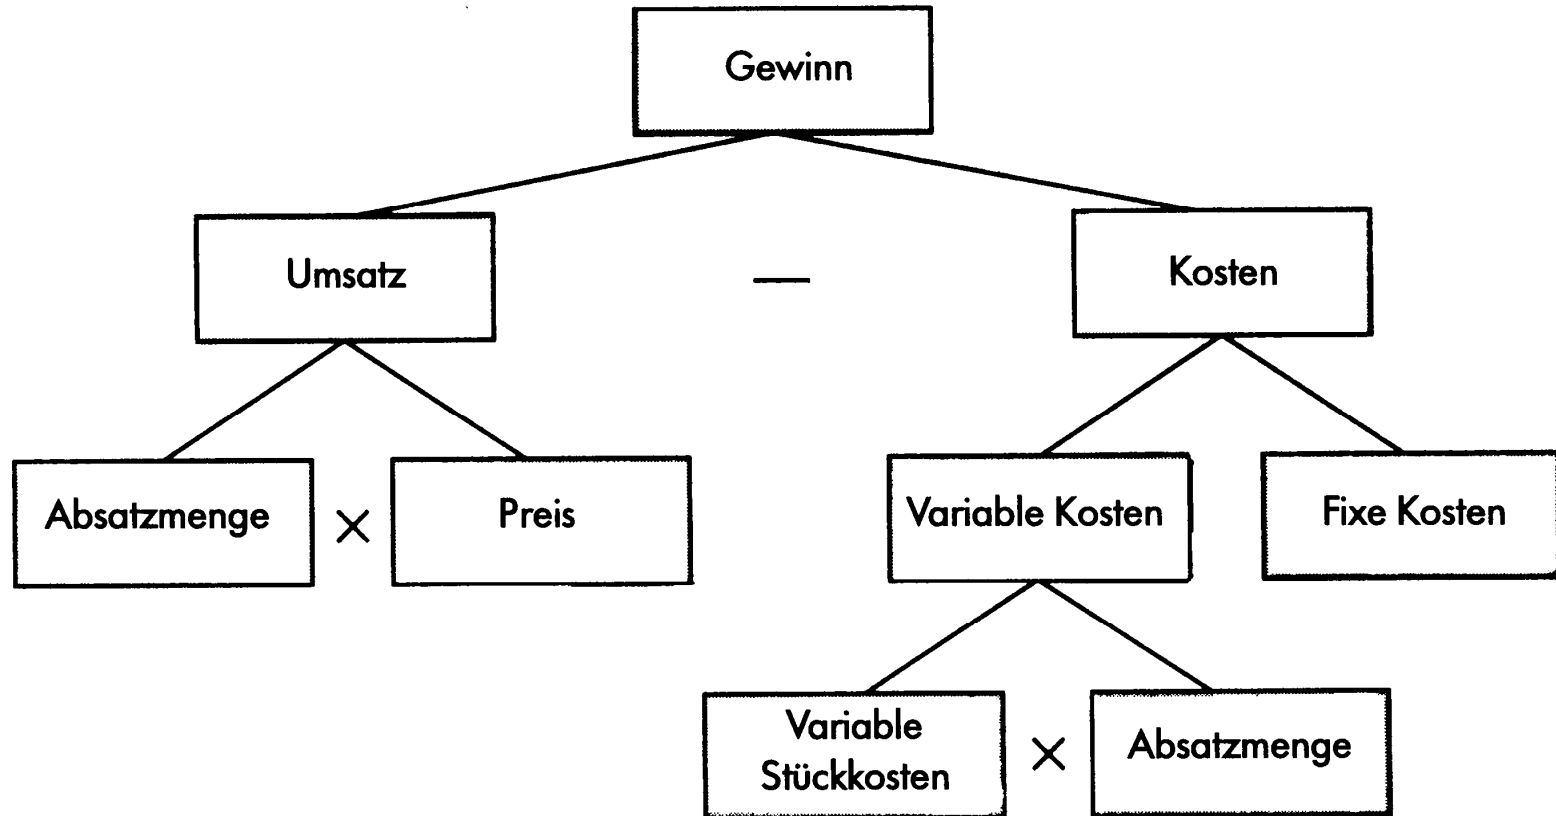 Gewinn
Umsatz
—
Kosten
Absatzmenge
×
Preis
Variable Kosten
Fixe Kosten
Variable
Stückkosten
×
Absatzmenge